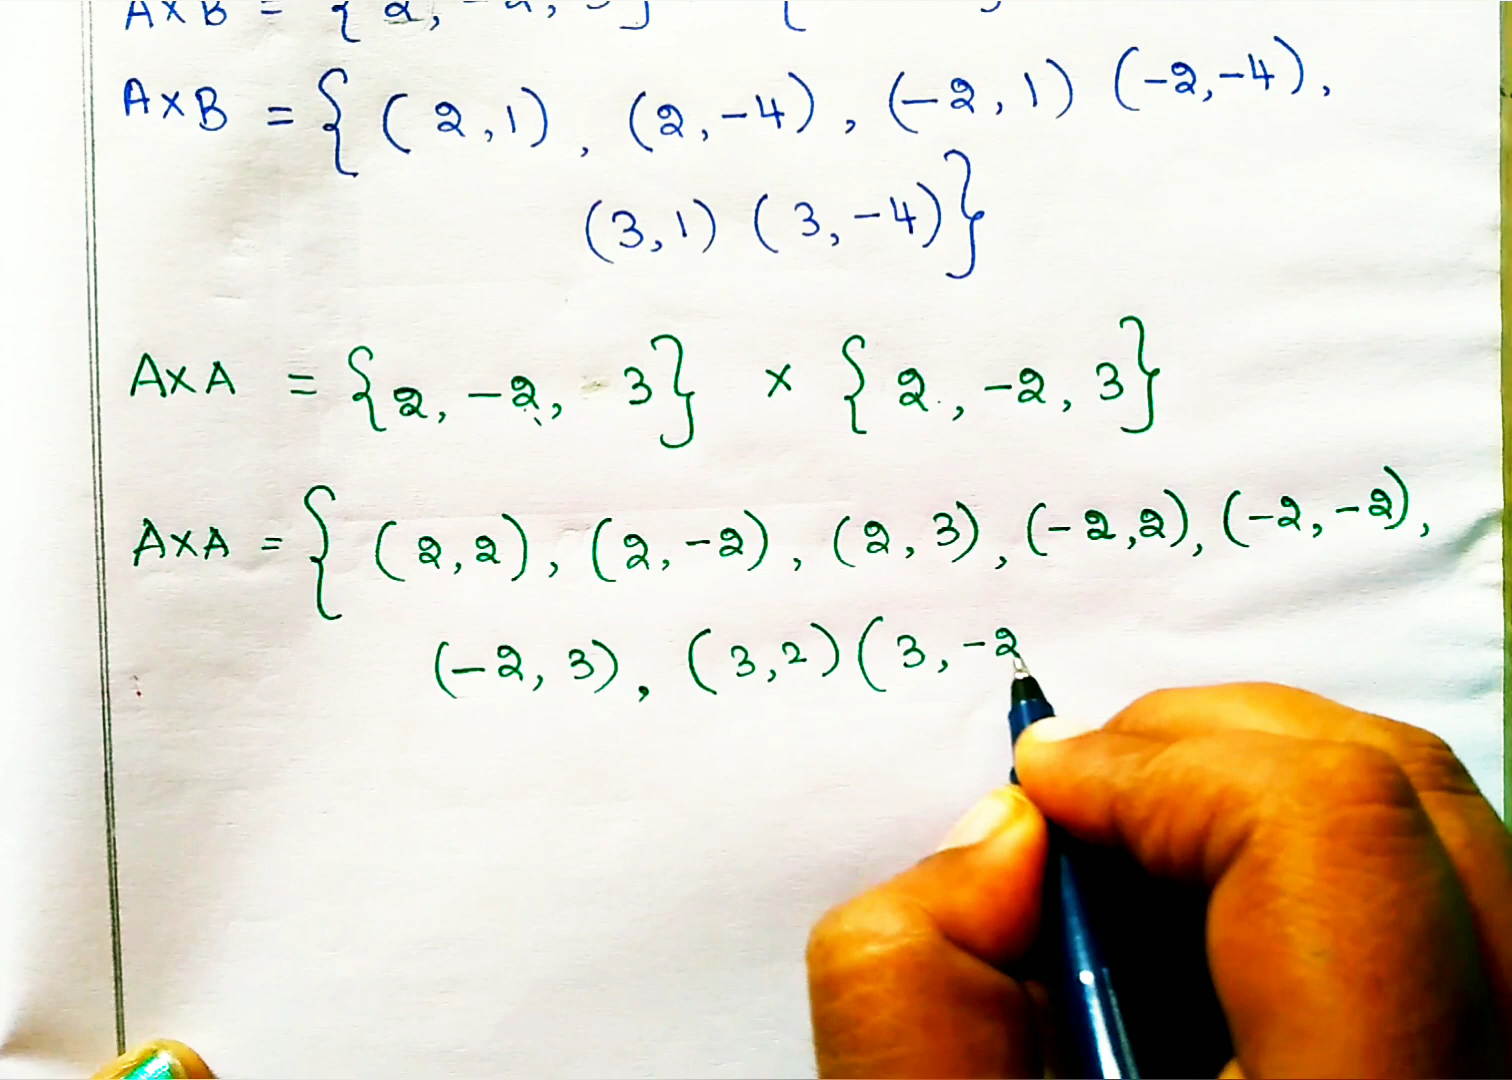 A×B =
A×B = { (2,1), (2,-4), (-2,1) (-2,-4),
(3,1) (3,-4)}
A×A = {2, -2, 3} × {2, -2, 3}
A×A = { (2,2), (2,-2), (2,3), (-2,2), (-2,-2),
(-2,3), (3,2) (3,-2